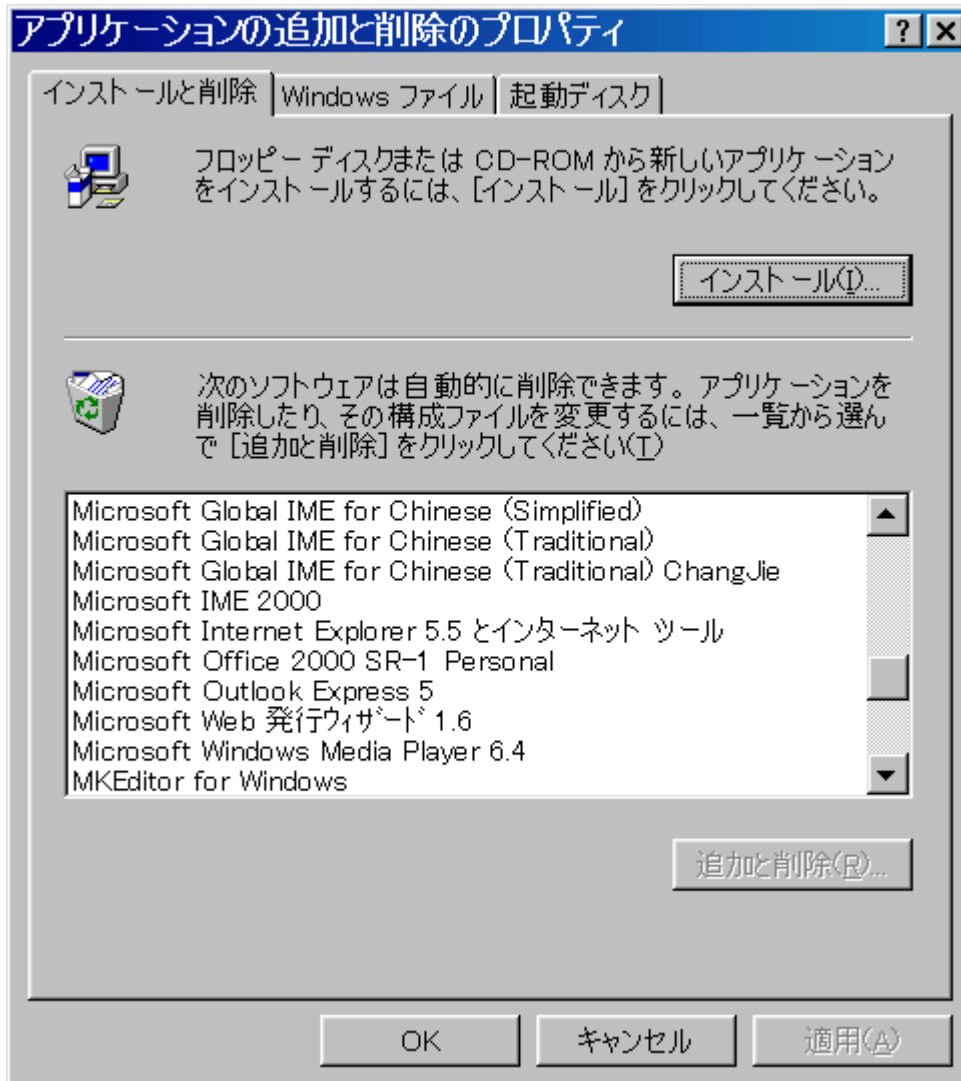 アプリケーションの追加と削除のプロパティ
インストールと削除
Windows ファイル
起動ディスク
フロッピー ディスクまたは CD-ROM から新しいアプリケーション
をインストールするには、[インストール] をクリックしてください。
インストール(I)...
次のソフトウェアは自動的に削除できます。アプリケーションを
削除したり、その構成ファイルを変更するには、一覧から選ん
で [追加と削除] をクリックしてください(T)
Microsoft Global IME for Chinese (Simplified)
Microsoft Global IME for Chinese (Traditional)
Microsoft Global IME for Chinese (Traditional) ChangJie
Microsoft IME 2000
Microsoft Internet Explorer 5.5 とインターネット ツール
Microsoft Office 2000 SR-1 Personal
Microsoft Outlook Express 5
Microsoft Web 発行ウィザード 1.6
Microsoft Windows Media Player 6.4
MKEditor for Windows
追加と削除(R)...
OK
キャンセル
適用(A)